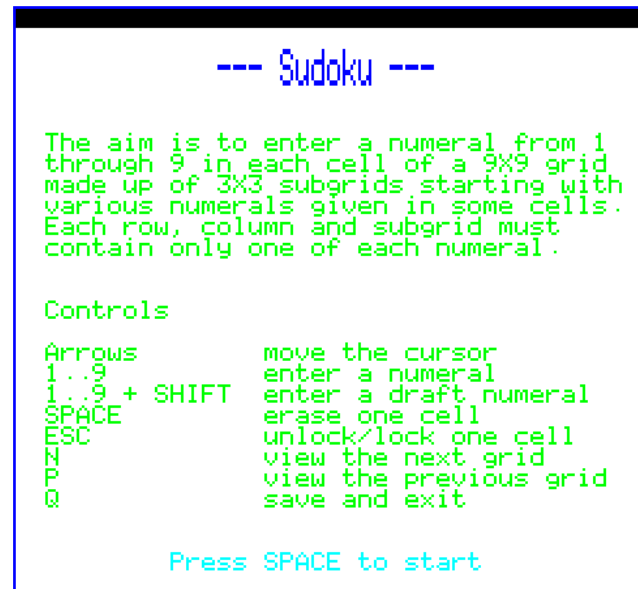 --- Sudoku ---
The aim is to enter a numeral from 1
through 9 in each cell of a 9X9 grid
made up of 3X3 subgrids starting with
various numerals given in some cells.
Each row, column and subgrid must
contain only one of each numeral.
Controls
Arrows move the cursor
1..9 enter a numeral
1..9 + SHIFT enter a draft numeral
SPACE erase one cell
ESC unlock/lock one cell
N view the next grid
P view the previous grid
Q save and exit
Press SPACE to start